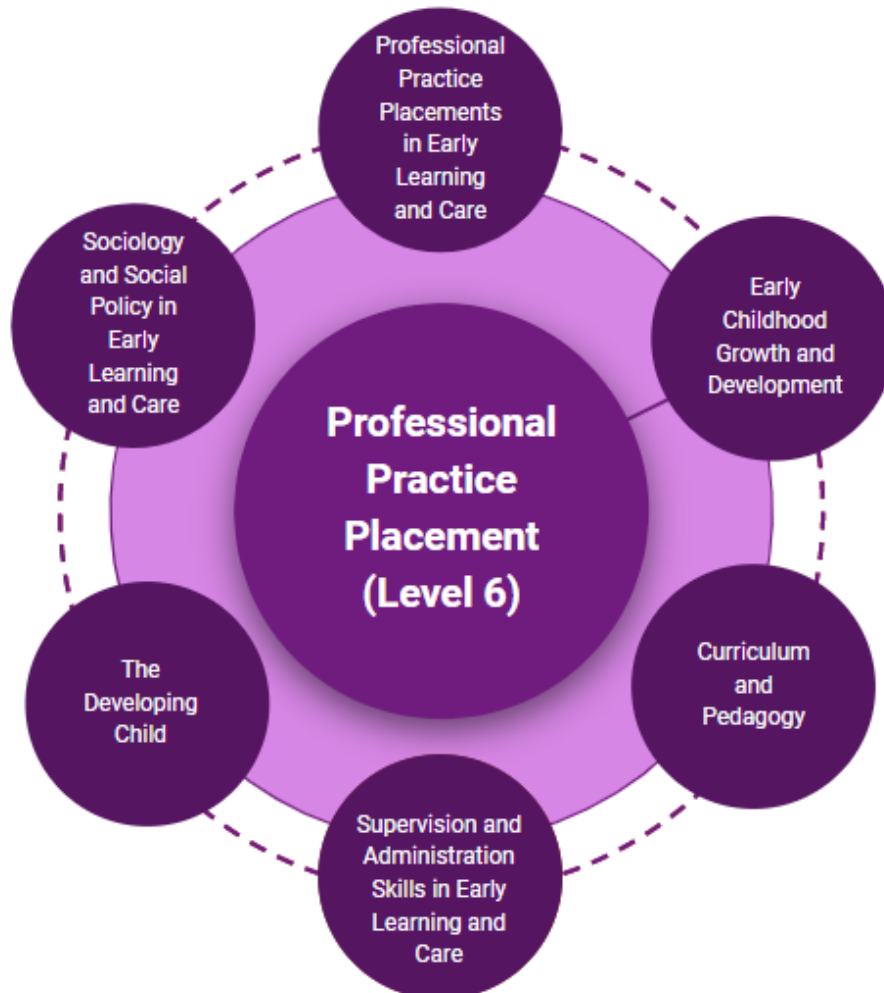 Professional
Practice
Placements
in Early
Learning
and Care
Early
Childhood
Growth and
Development
Curriculum
and
Pedagogy
Supervision and
Administration
Skills in Early
Learning and
Care
The
Developing
Child
Sociology
and Social
Policy in
Early
Learning
and Care
Professional
Practice
Placement
(Level 6)